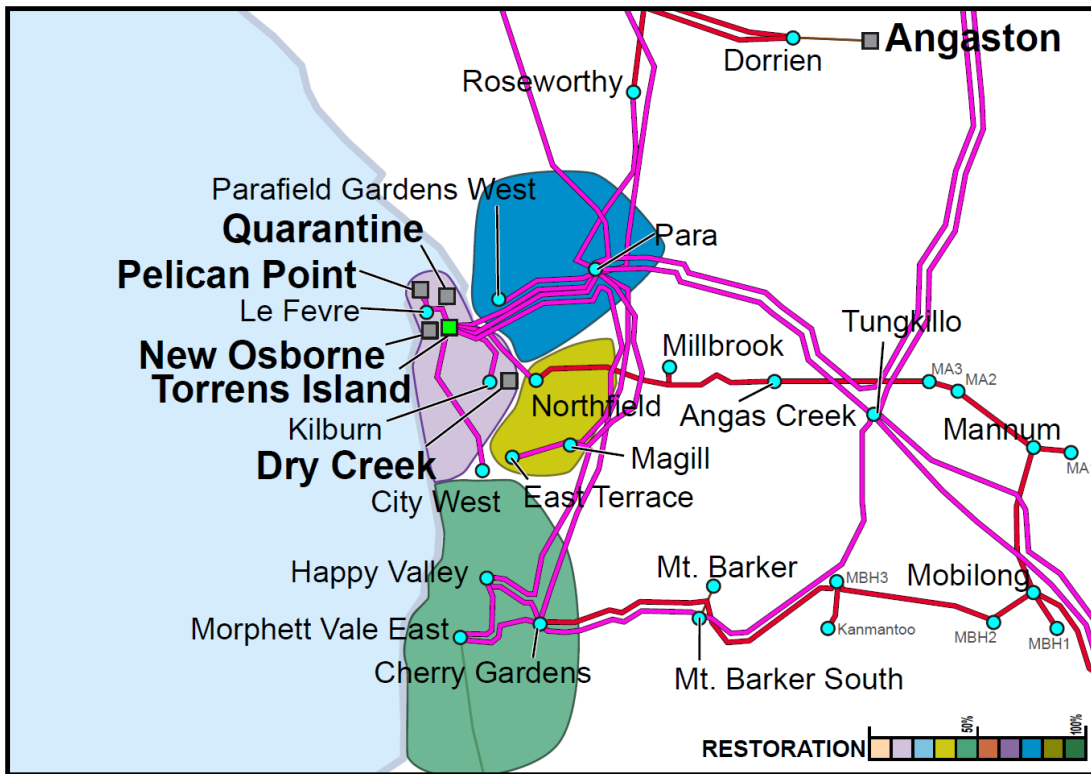 Angaston
Dorrien
Roseworthy
Parafield Gardens West
Quarantine
Para
Pelican Point
Le Fevre
Tungkillo
New Osborne
Millbrook
MA3
MA2
Torrens Island
Northfield
Angas Creek
Kilburn
Mannum
Dry Creek
Magill
MA1
City West
East Terrace
Happy Valley
Mt. Barker
MBH3
Mobilong
Morphett Vale East
Kanmantoo
MBH2
MBH1
Cherry Gardens
Mt. Barker South
50%
100%
RESTORATION